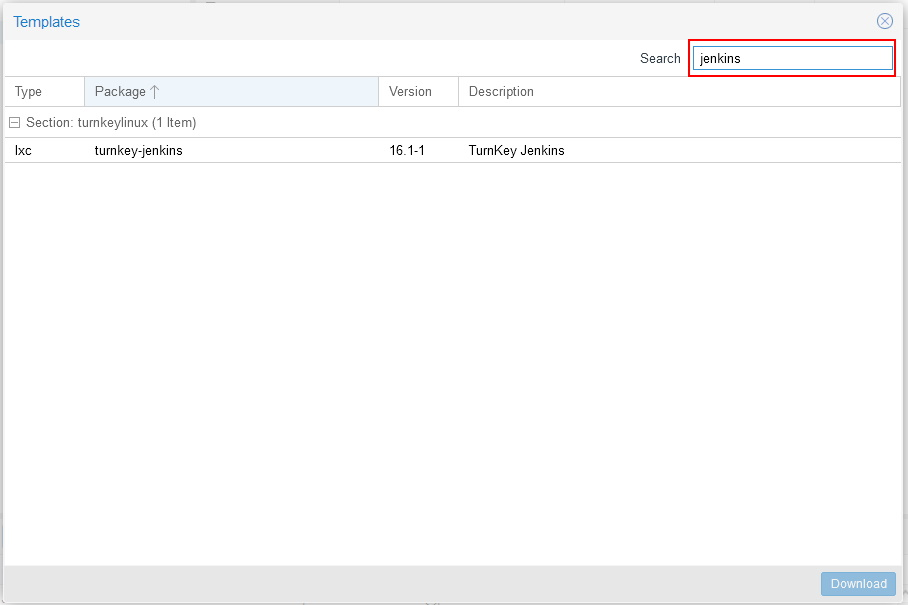 Templates
Search jenkins
Type Package Version Description
Section: turnkeylinux (1 Item)
lxc turnkey-jenkins 16.1-1 TurnKey Jenkins
Download